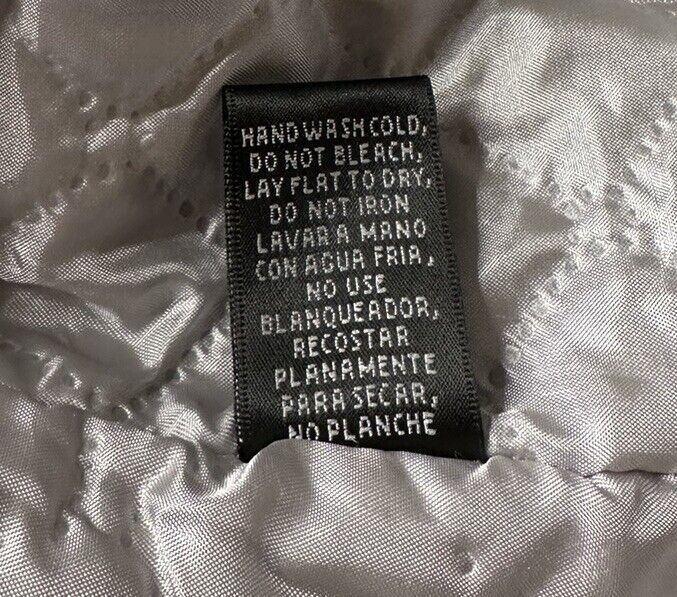 HAND WASH COLD,
DO NOT BLEACH,
LAY FLAT TO DRY,
DO NOT IRON
LAVAR A MANO
CON AGUA FRIA,
NO USE
BLANQUEADOR,
RECOSTAR
PLANAMENTE
PARA SECAR,
NO PLANCHE